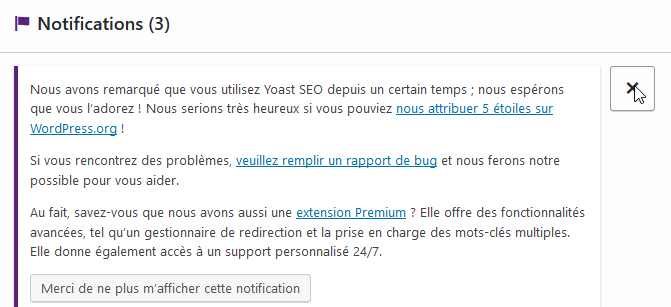 Notifications (3)
Nous avons remarqué que vous utilisez Yoast SEO depuis un certain temps ; nous espérons
que vous l'adorez ! Nous serions très heureux si vous pouviez nous attribuer 5 étoiles sur
WordPress.org !
Si vous rencontrez des problèmes, veuillez remplir un rapport de bug et nous ferons notre
possible pour vous aider.
Au fait, savez-vous que nous avons aussi une extension Premium ? Elle offre des fonctionnalités
avancées, tel qu'un gestionnaire de redirection et la prise en charge des mots-clés multiples.
Elle donne également accès à un support personnalisé 24/7.
Merci de ne plus m'afficher cette notification